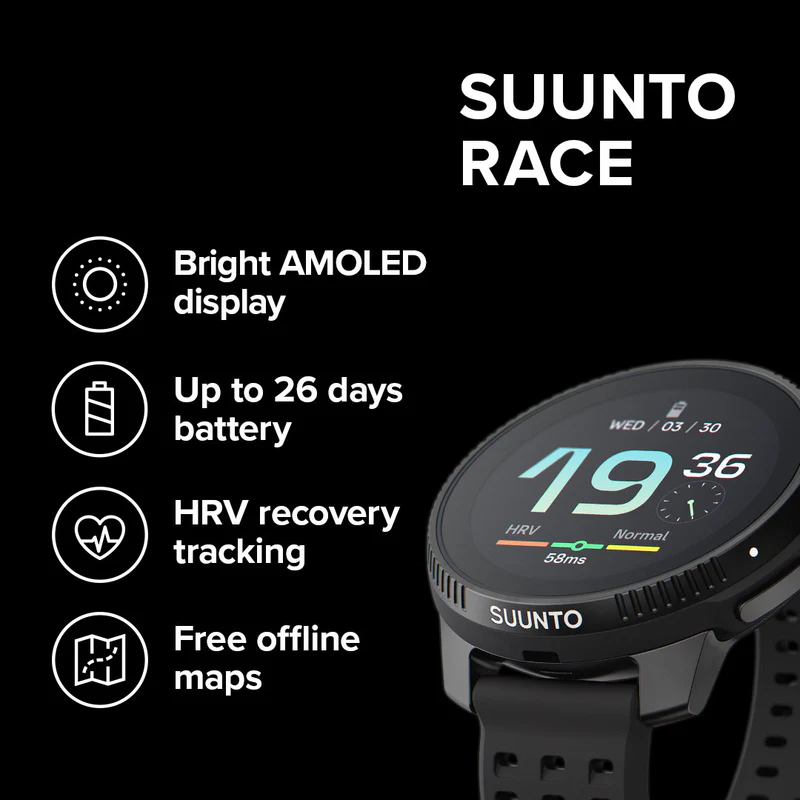 SUUNTO
RACE
Bright AMOLED
display
Up to 26 days
battery
HRV recovery
tracking
Free offline
maps
WED / 03 / 30
19 36
HRV Normal
58ms
SUUNTO